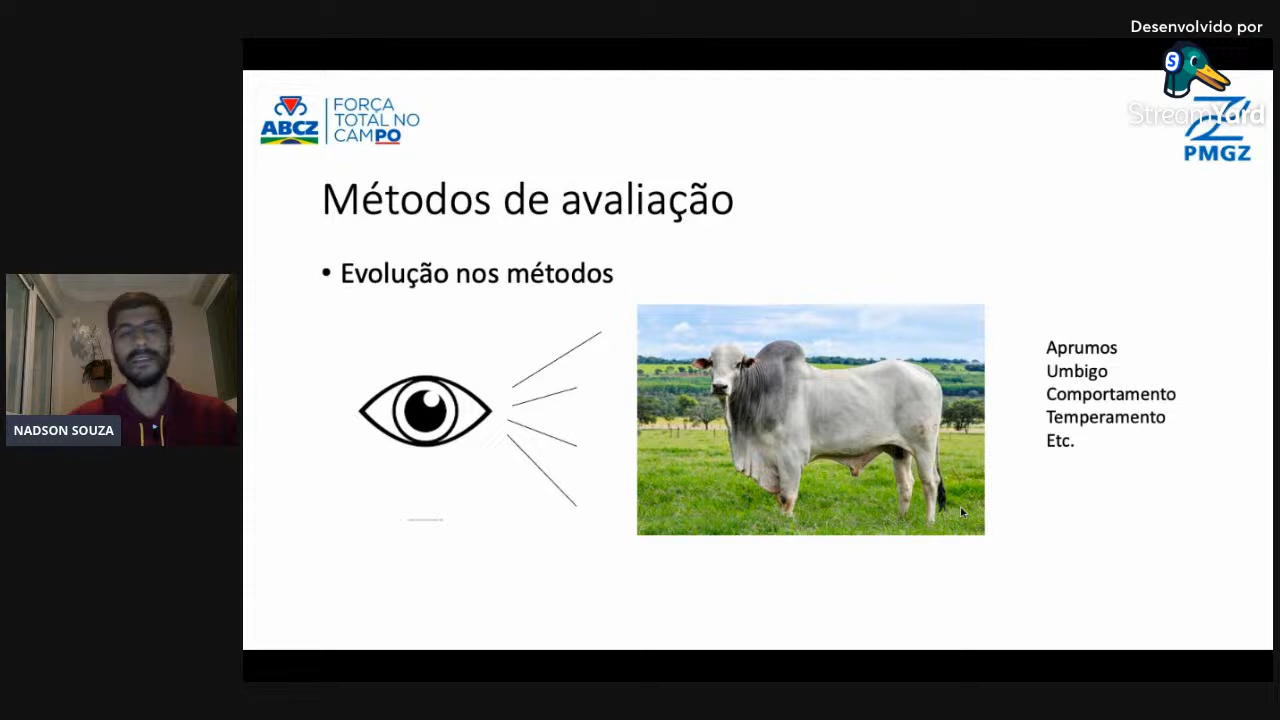 Desenvolvido por
S
StreamYard
ABCZ
FORÇA
TOTAL NO
CAMPO
PMGZ
Métodos de avaliação
• Evolução nos métodos
Aprumos
Umbigo
Comportamento
Temperamento
Etc.
NADSON SOUZA